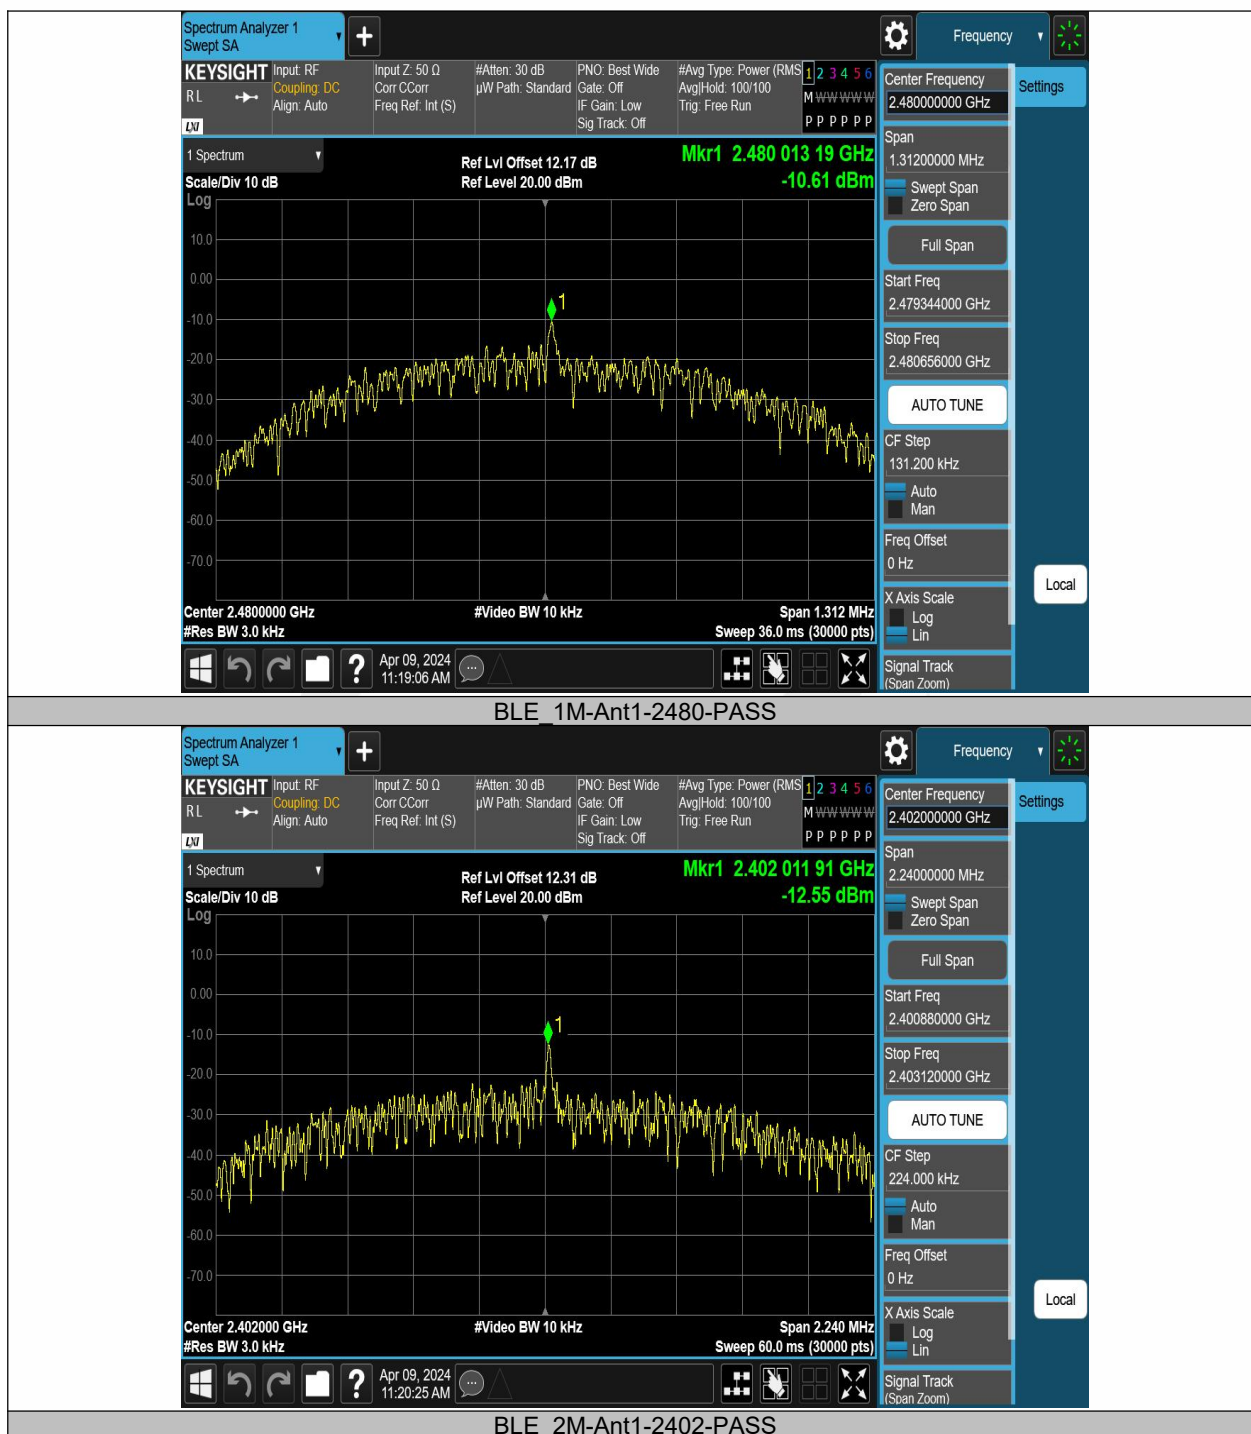 Spectrum Analyzer 1
Swept SA
Frequency
KEYSIGHT
RL
LXI
Input: RF
Coupling: DC
Align: Auto
Input Z: 50 Ω
Corr CCorr
Freq Ref: Int (S)
#Atten: 30 dB
µW Path: Standard
PNO: Best Wide
Gate: Off
IF Gain: Low
Sig Track: Off
#Avg Type: Power (RMS
Avg|Hold: 100/100
Trig: Free Run
1 2 3 4 5 6
M W W W W W
P P P P P P
1 Spectrum
Scale/Div 10 dB
Log
Ref Lvl Offset 12.17 dB
Ref Level 20.00 dBm
Mkr1 2.480 013 19 GHz
-10.61 dBm
1
10.0
0.00
-10.0
-20.0
-30.0
-40.0
-50.0
-60.0
-70.0
Center 2.4800000 GHz
#Res BW 3.0 kHz
#Video BW 10 kHz
Span 1.312 MHz
Sweep 36.0 ms (30000 pts)
Apr 09, 2024
11:19:06 AM
Center Frequency
2.480000000 GHz
Settings
Span
1.31200000 MHz
Swept Span
Zero Span
Full Span
Start Freq
2.479344000 GHz
Stop Freq
2.480656000 GHz
AUTO TUNE
CF Step
131.200 kHz
Auto
Man
Freq Offset
0 Hz
Local
X Axis Scale
Log
Lin
Signal Track
(Span Zoom)
BLE_1M-Ant1-2480-PASS
Spectrum Analyzer 1
Swept SA
Frequency
KEYSIGHT
RL
LXI
Input: RF
Coupling: DC
Align: Auto
Input Z: 50 Ω
Corr CCorr
Freq Ref: Int (S)
#Atten: 30 dB
µW Path: Standard
PNO: Best Wide
Gate: Off
IF Gain: Low
Sig Track: Off
#Avg Type: Power (RMS
Avg|Hold: 100/100
Trig: Free Run
1 2 3 4 5 6
M W W W W W
P P P P P P
1 Spectrum
Scale/Div 10 dB
Log
Ref Lvl Offset 12.31 dB
Ref Level 20.00 dBm
Mkr1 2.402 011 91 GHz
-12.55 dBm
1
10.0
0.00
-10.0
-20.0
-30.0
-40.0
-50.0
-60.0
-70.0
Center 2.402000 GHz
#Res BW 3.0 kHz
#Video BW 10 kHz
Span 2.240 MHz
Sweep 60.0 ms (30000 pts)
Apr 09, 2024
11:20:25 AM
Center Frequency
2.402000000 GHz
Settings
Span
2.24000000 MHz
Swept Span
Zero Span
Full Span
Start Freq
2.400880000 GHz
Stop Freq
2.403120000 GHz
AUTO TUNE
CF Step
224.000 kHz
Auto
Man
Freq Offset
0 Hz
Local
X Axis Scale
Log
Lin
Signal Track
(Span Zoom)
BLE_2M-Ant1-2402-PASS